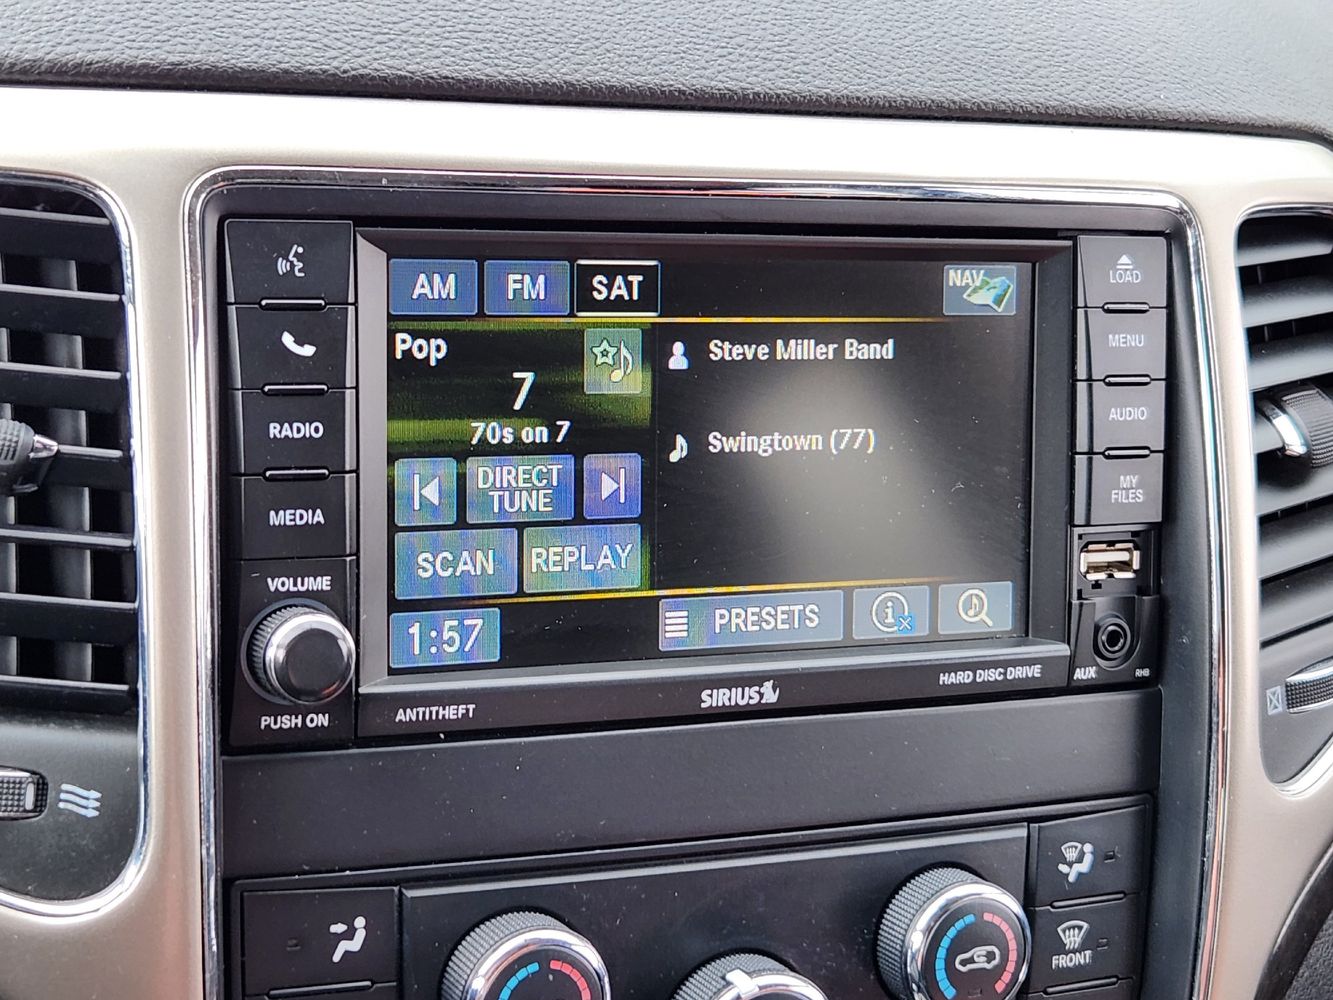 AM FM SAT NAV
LOAD
Pop
7
70s on 7
Steve Miller Band
Swingtown (77)
MENU
RADIO
AUDIO
DIRECT
TUNE
MY
FILES
MEDIA
SCAN REPLAY
VOLUME
1:57
PRESETS
PUSH ON
ANTITHEFT
SIRIUS
HARD DISC DRIVE
AUX
RHB
FRONT